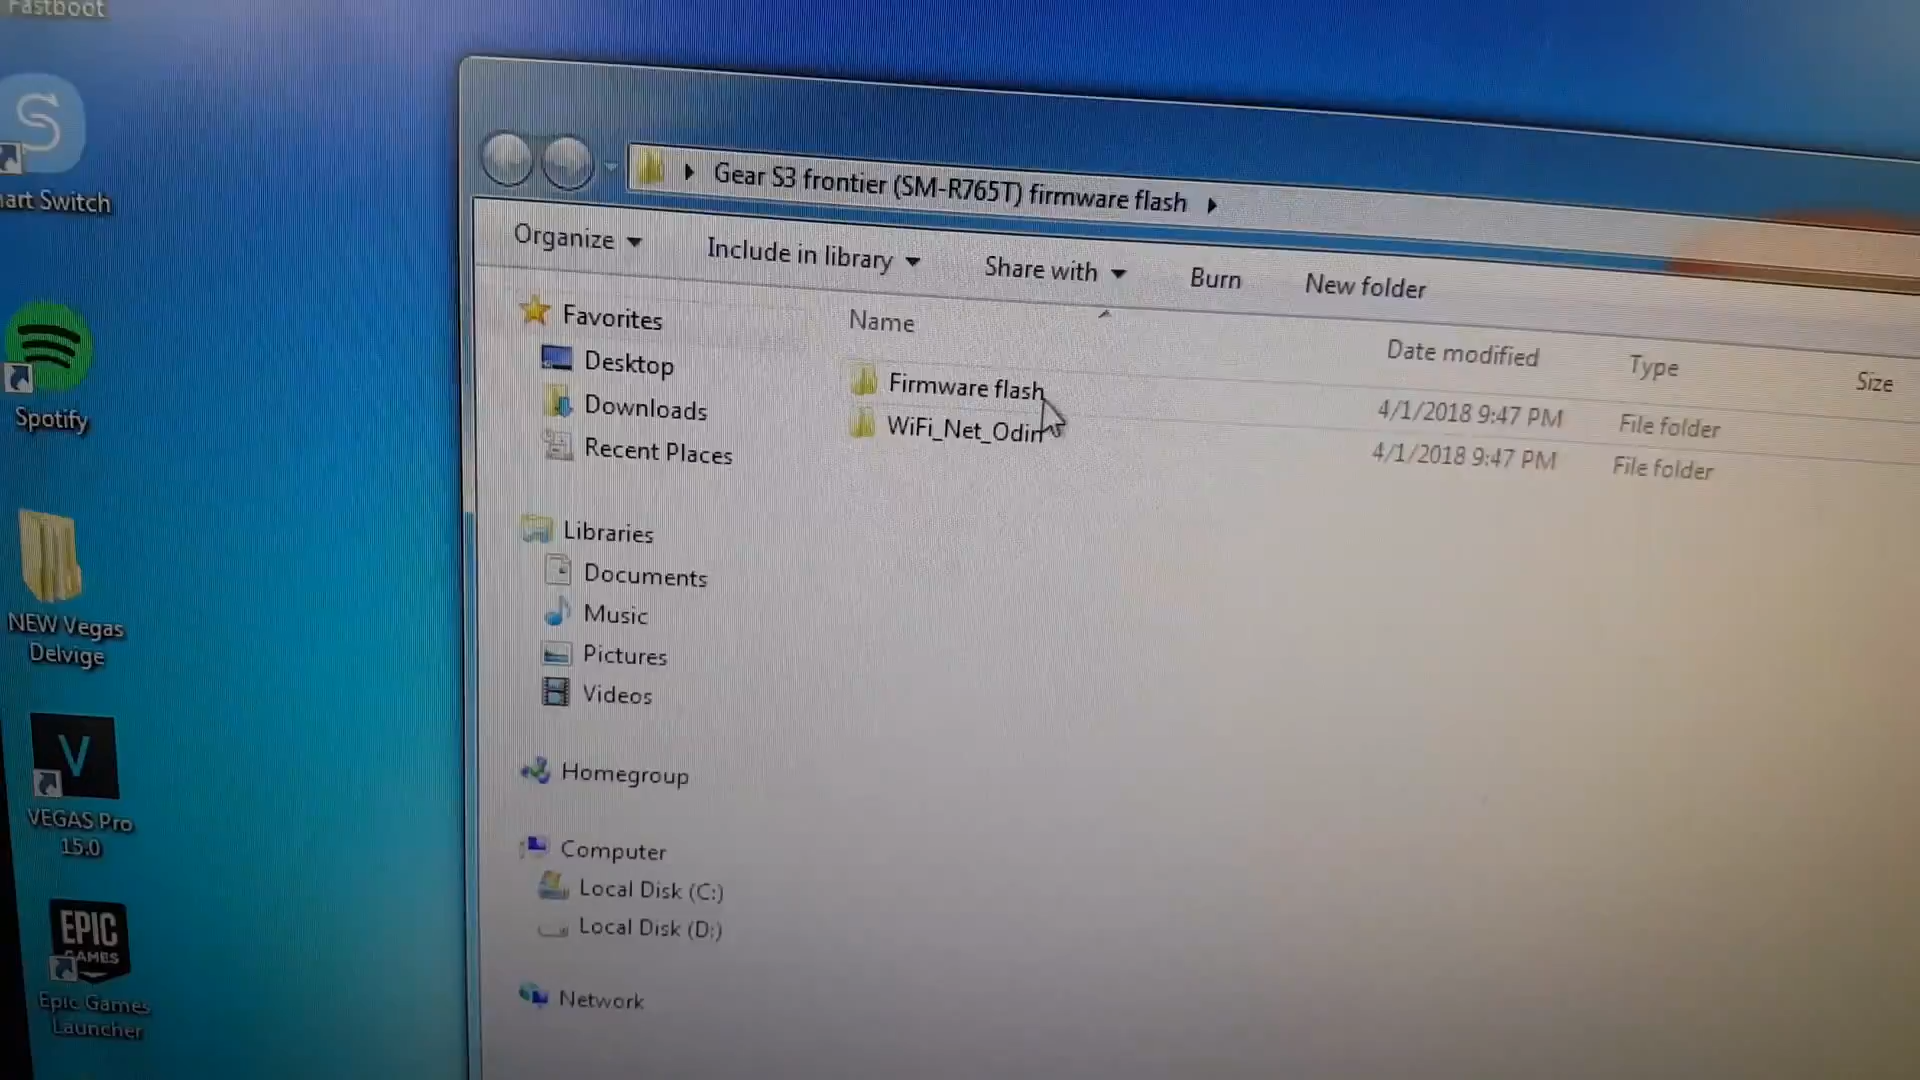 Fastboot
art Switch
Spotify
NEW Vegas
Delvige
V
VEGAS Pro
15.0
EPIC
GAMES
Epic Games
Launcher
Gear S3 frontier (SM-R765T) firmware flash
Organize
Include in library
Share with
Burn
New folder
Name
Date modified
Type
Size
Firmware flash
4/1/2018 9:47 PM
File folder
WiFi_Net_Odin
4/1/2018 9:47 PM
File folder
Favorites
Desktop
Downloads
Recent Places
Libraries
Documents
Music
Pictures
Videos
Homegroup
Computer
Local Disk (C:)
Local Disk (D:)
Network